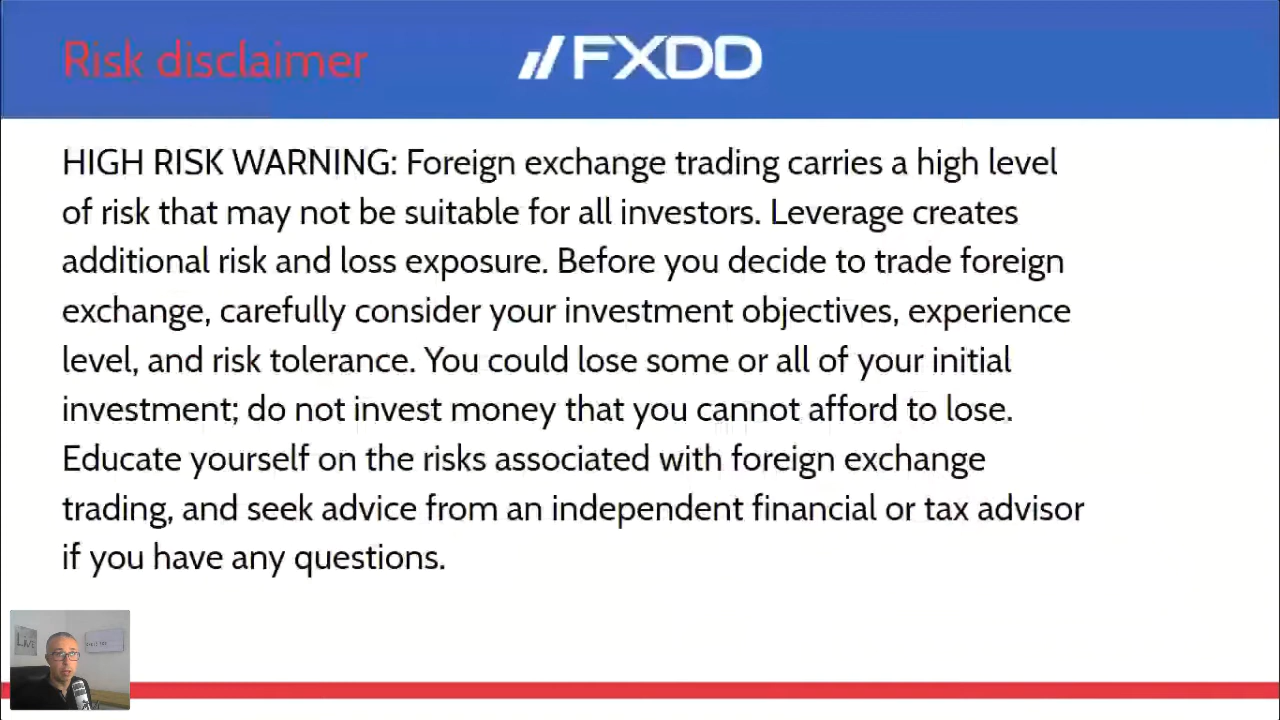 Risk disclaimer
FXDD
HIGH RISK WARNING: Foreign exchange trading carries a high level
of risk that may not be suitable for all investors. Leverage creates
additional risk and loss exposure. Before you decide to trade foreign
exchange, carefully consider your investment objectives, experience
level, and risk tolerance. You could lose some or all of your initial
investment; do not invest money that you cannot afford to lose.
Educate yourself on the risks associated with foreign exchange
trading, and seek advice from an independent financial or tax advisor
if you have any questions.